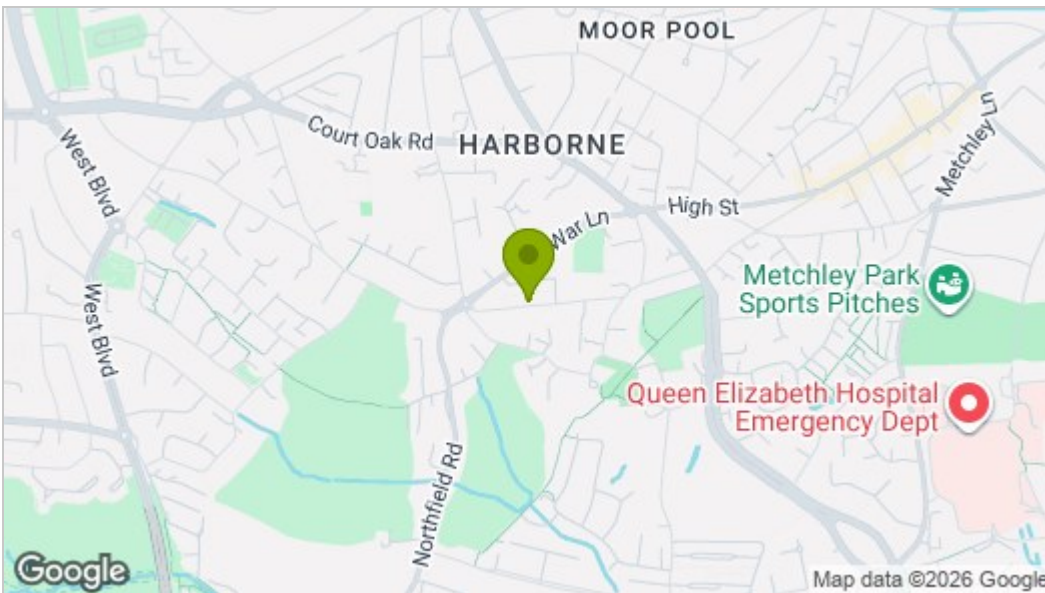 MOOR POOL
Metchley Ln
Court Oak Rd
HARBORNE
West Blvd
High St
War Ln
Metchley Park
Sports Pitches
West Blvd
Queen Elizabeth Hospital
Emergency Dept
Northfield Rd
Google
Map data ©2026 Google